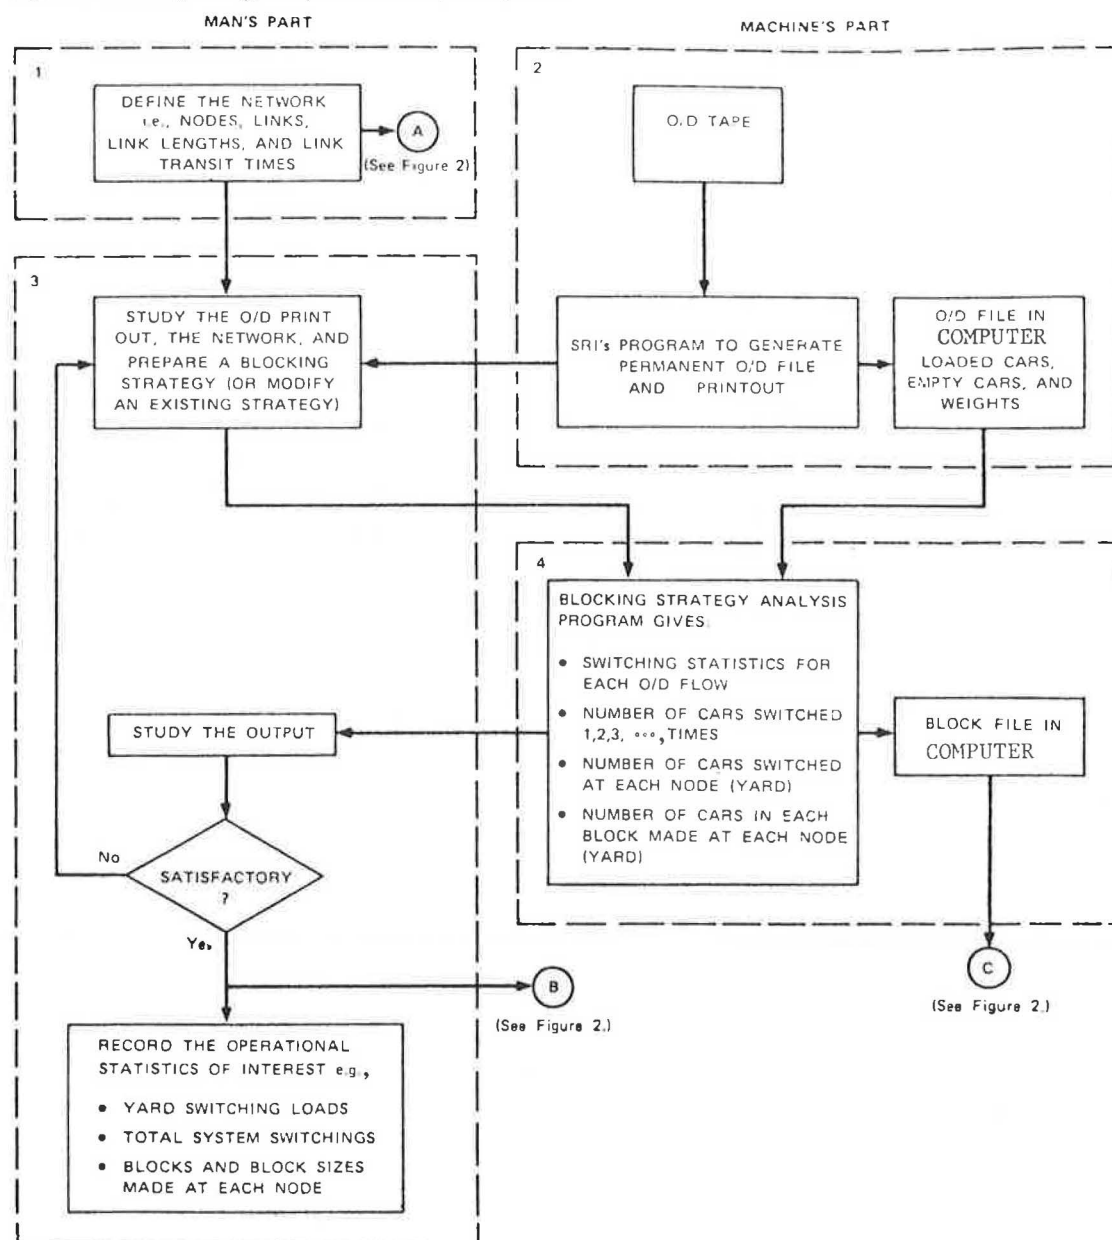 MAN'S PART
MACHINE'S PART
1
DEFINE THE NETWORK
i.e., NODES, LINKS,
LINK LENGTHS, AND LINK
TRANSIT TIMES
A
(See Figure 2)
2
O/D TAPE
SRI's PROGRAM TO GENERATE
PERMANENT O/D FILE
AND PRINTOUT
O/D FILE IN
COMPUTER
LOADED CARS,
EMPTY CARS, AND
WEIGHTS
3
STUDY THE O/D PRINT
OUT, THE NETWORK, AND
PREPARE A BLOCKING
STRATEGY (OR MODIFY
AN EXISTING STRATEGY)
4
BLOCKING STRATEGY ANALYSIS
PROGRAM GIVES:
• SWITCHING STATISTICS FOR
EACH O/D FLOW
• NUMBER OF CARS SWITCHED
1,2,3, •••, TIMES
• NUMBER OF CARS SWITCHED
AT EACH NODE (YARD)
• NUMBER OF CARS IN EACH
BLOCK MADE AT EACH NODE
(YARD)
BLOCK FILE IN
COMPUTER
STUDY THE OUTPUT
SATISFACTORY
?
No
Yes
B
(See Figure 2.)
C
(See Figure 2.)
RECORD THE OPERATIONAL
STATISTICS OF INTEREST e.g.,
• YARD SWITCHING LOADS
• TOTAL SYSTEM SWITCHINGS
• BLOCKS AND BLOCK SIZES
MADE AT EACH NODE